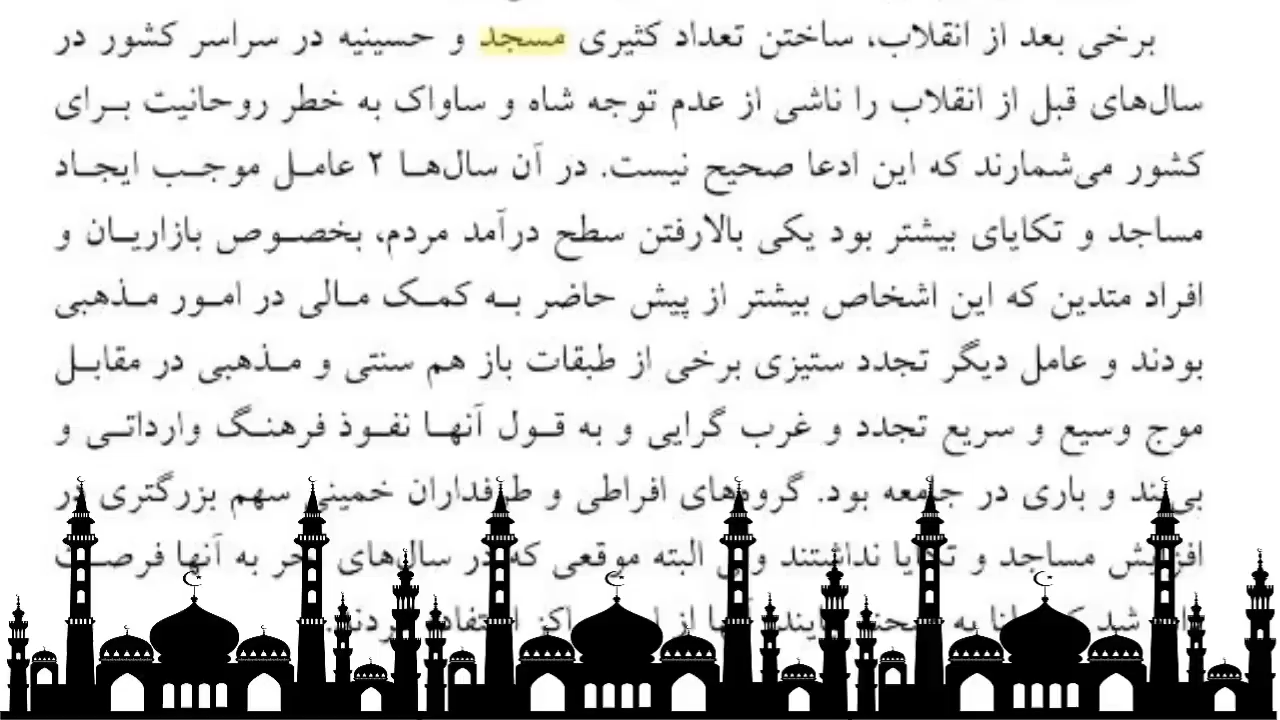 برخی بعد از انقلاب، ساختن تعداد کثیری مسجد و حسینیه در سراسر کشور در
سال‌های قبل از انقلاب را ناشی از عدم توجه شاه و ساواک به خطر روحانیت برای
کشور می‌شمارند که این ادعا صحیح نیست. در آن سال‌ها ۲ عامل موجب ایجاد
مساجد و تکایای بیشتر بود یکی بالارفتن سطح درآمد مردم، بخصوص بازاریان و
افراد متدین که این اشخاص بیشتر از پیش حاضر به کمک مالی در امور مذهبی
بودند و عامل دیگر تجدد ستیزی برخی از طبقات باز هم سنتی و مذهبی در مقابل
موج وسیع و سریع تجدد و غرب گرایی و به قول آنها نفوذ فرهنگ وارداتی و
و باری در جامعه بود. گروه‌های افراطی و طرفداران خمینی سهم بزرگتری در
افزایش مساجد و تکایا نداشتند ولی البته موقعی که در سال‌های آخر به آنها فرصت
شد به از